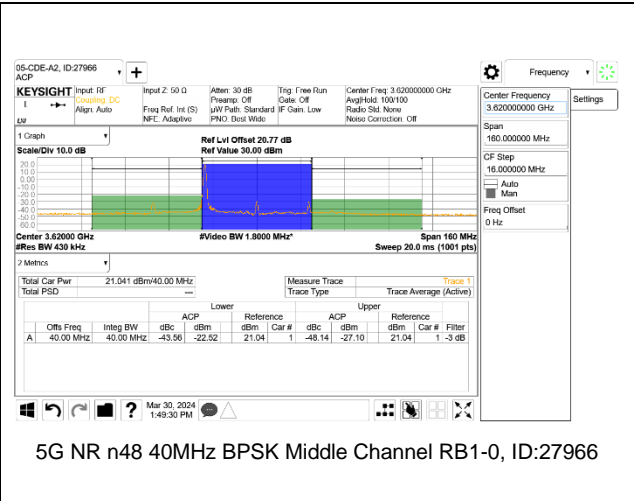 05-CDE-A2, ID:27966
ACP
+
Frequency
KEYSIGHT
Input: RF
Coupling: DC
Align: Auto
Input Z: 50 Ω
Freq Ref: Int (S)
NFE: Adaptive
Atten: 30 dB
Preamp: Off
µW Path: Standard
PNO: Best Wide
Trig: Free Run
Gate: Off
IF Gain: Low
Center Freq: 3.620000000 GHz
Avg|Hold: 100/100
Radio Std: None
Noise Correction: Off
Center Frequency
3.620000000 GHz
Settings
Span
160.000000 MHz
CF Step
16.000000 MHz
Auto
Man
Freq Offset
0 Hz
1 Graph
Scale/Div 10.0 dB
Ref Lvl Offset 20.77 dB
Ref Value 30.00 dBm
20.0
10.0
0.00
-10.0
-20.0
-30.0
-40.0
-50.0
-60.0
Center 3.62000 GHz
#Res BW 430 kHz
#Video BW 1.8000 MHz*
Span 160 MHz
Sweep 20.0 ms (1001 pts)
2 Metrics
Total Car Pwr 21.041 dBm/40.00 MHz
Total PSD ---
Measure Trace Trace 1
Trace Type Trace Average (Active)
Lower Upper
ACP Reference ACP Reference
Offs Freq Integ BW dBc dBm dBm Car # dBc dBm dBm Car # Filter
A 40.00 MHz 40.00 MHz -43.56 -22.52 21.04 1 -48.14 -27.10 21.04 1 -3 dB
?
Mar 30, 2024
1:49:30 PM
5G NR n48 40MHz BPSK Middle Channel RB1-0, ID:27966